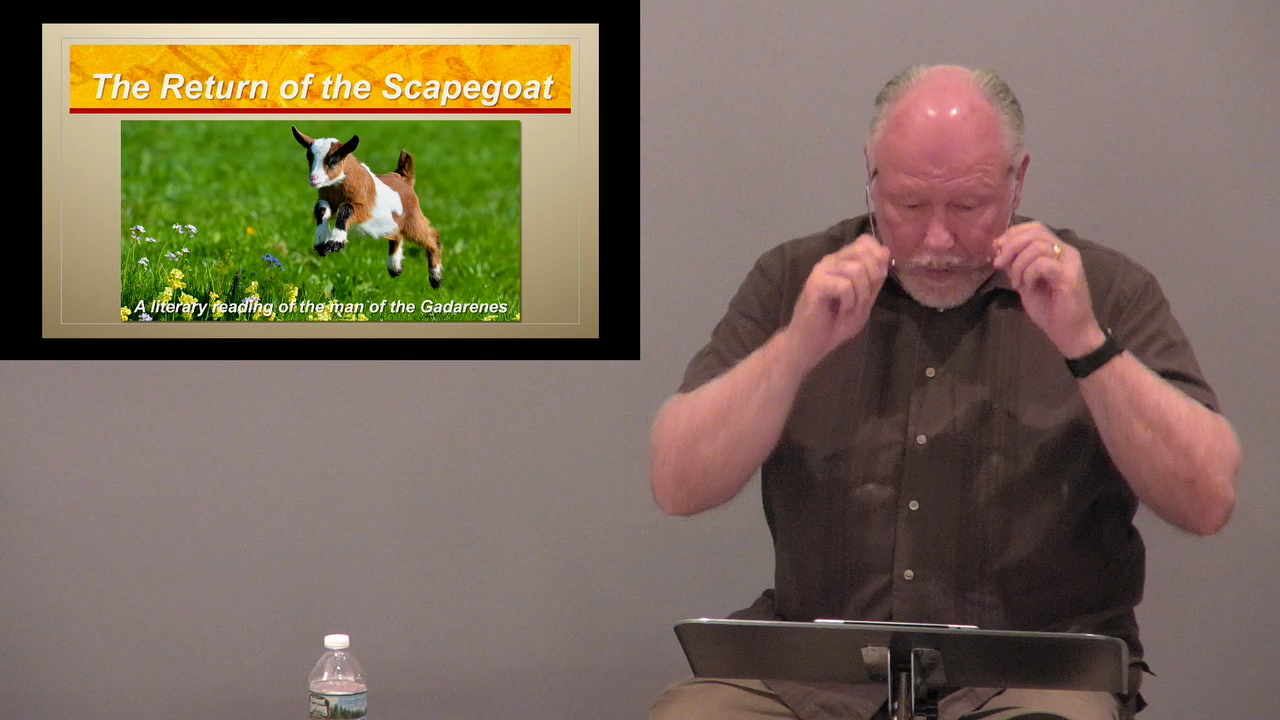 The Return of the Scapegoat
A literary reading of the man of the Gadarenes